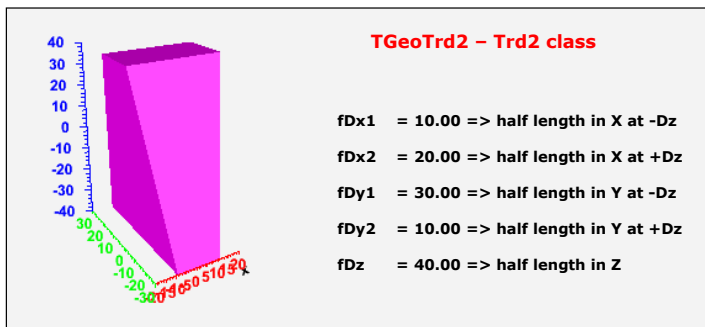 TGeoTrd2 – Trd2 class
40
30
20
10
0
-10
-20
-30
-40
30
20
10
0
-10
-20
-30
fDx1 = 10.00 => half length in X at -Dz
fDx2 = 20.00 => half length in X at +Dz
fDy1 = 30.00 => half length in Y at -Dz
fDy2 = 10.00 => half length in Y at +Dz
fDz = 40.00 => half length in Z